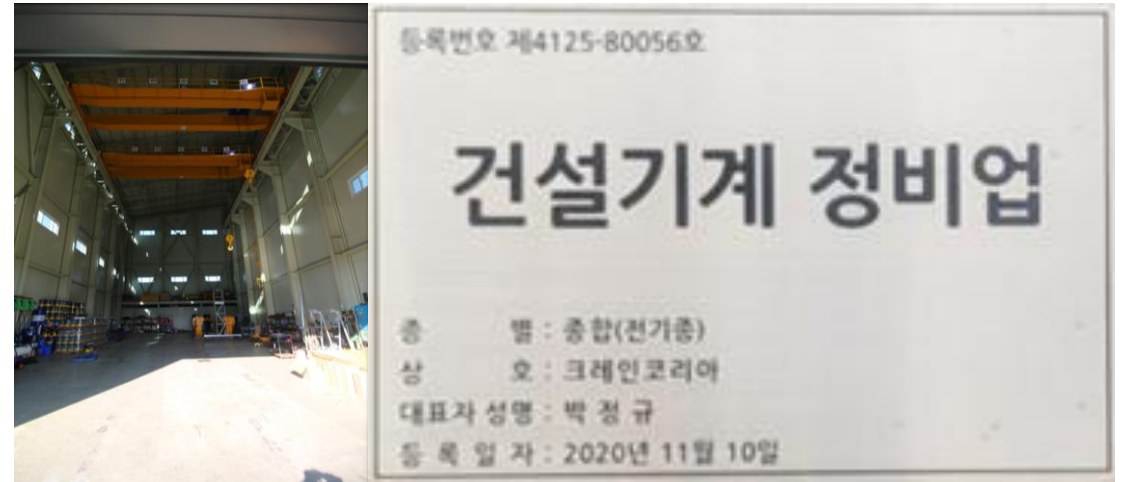 등록번호 제4125-80056호
건설기계 정비업
종 별 : 종합(전기종)
상 호 : 크레인코리아
대표자 성명 : 박 정 규
등 록 일 자 : 2020년 11월 10일